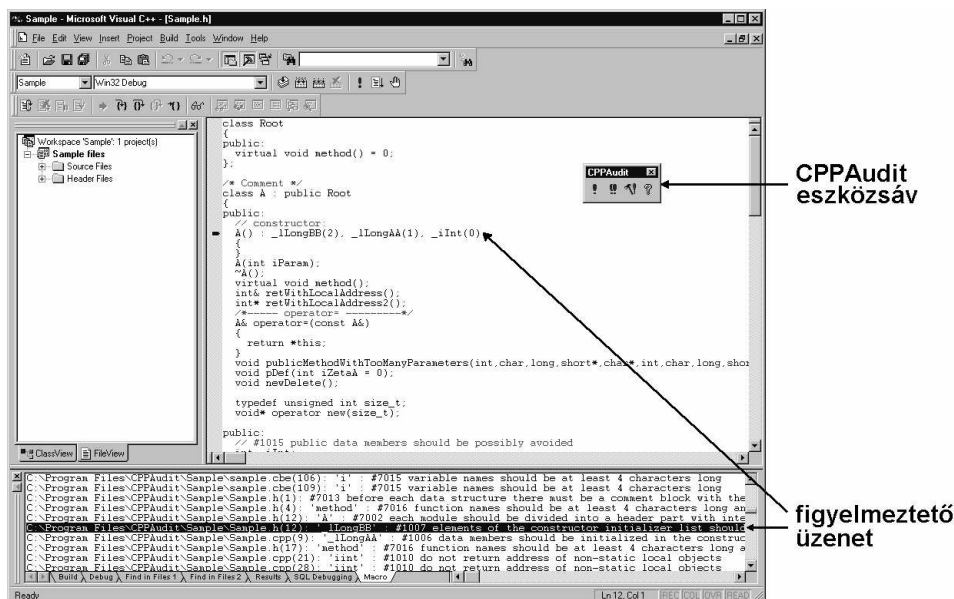 Sample - Microsoft Visual C++ - [Sample.h]
File Edit View Insert Project Build Tools Window Help
Sample Win32 Debug
Workspace 'Sample': 1 project(s)
Sample files
Source Files
Header Files
ClassView FileView
class Root
{
public:
virtual void method() = 0;
};
/* Comment */
class A : public Root
{
public:
// constructor:
A() : _lLongBB(2), _lLongAA(1), _iInt(0)
{
}
A(int iParam);
~A();
virtual void method();
int& retWithLocalAddress();
int* retWithLocalAddress2();
/*----- operator= ---------*/
A& operator=(const A&)
{
return *this;
}
void publicMethodWithTooManyParameters(int,char,long,short*,char*,int,char,long,shor
void pDef(int iZetaA = 0);
void newDelete();
typedef unsigned int size_t;
void* operator new(size_t);
public:
// #1015 public data members should be possibly avoided
int iInt;
CPPAudit
CPPAudit
eszközsáv
C:\Program Files\CPPAudit\Sample\sample.cbe(106): 'i' : #7015 variable names should be at least 4 characters long
C:\Program Files\CPPAudit\Sample\sample.cbe(109): 'i' : #7015 variable names should be at least 4 characters long
C:\Program Files\CPPAudit\Sample\Sample.h(1): #7013 before each data structure there must be a comment block with the
C:\Program Files\CPPAudit\Sample\Sample.h(4): 'method' : #7016 function names should be at least 4 characters long an
C:\Program Files\CPPAudit\Sample\Sample.h(12): 'A' : #7002 each module should be divided into a header part with inte
C:\Program Files\CPPAudit\Sample\Sample.h(12): '_lLongBB' : #1007 elements of the constructor initializer list shoul
C:\Program Files\CPPAudit\Sample\Sample.cpp(9): '_lLongAA' : #1006 data members should be initialized in the construc
C:\Program Files\CPPAudit\Sample\Sample.h(17): 'method' : #7016 function names should be at least 4 characters long a
C:\Program Files\CPPAudit\Sample\Sample.cpp(21): 'iint' : #1010 do not return address of non-static local objects
C:\Program Files\CPPAudit\Sample\Sample.cpp(28): 'iint' : #1010 do not return address of non-static local objects
figyelmeztető
üzenet
Build Debug Find in Files 1 Find in Files 2 Results SQL Debugging Macro
Ready Ln 12, Col 1 REC COL OVR READ